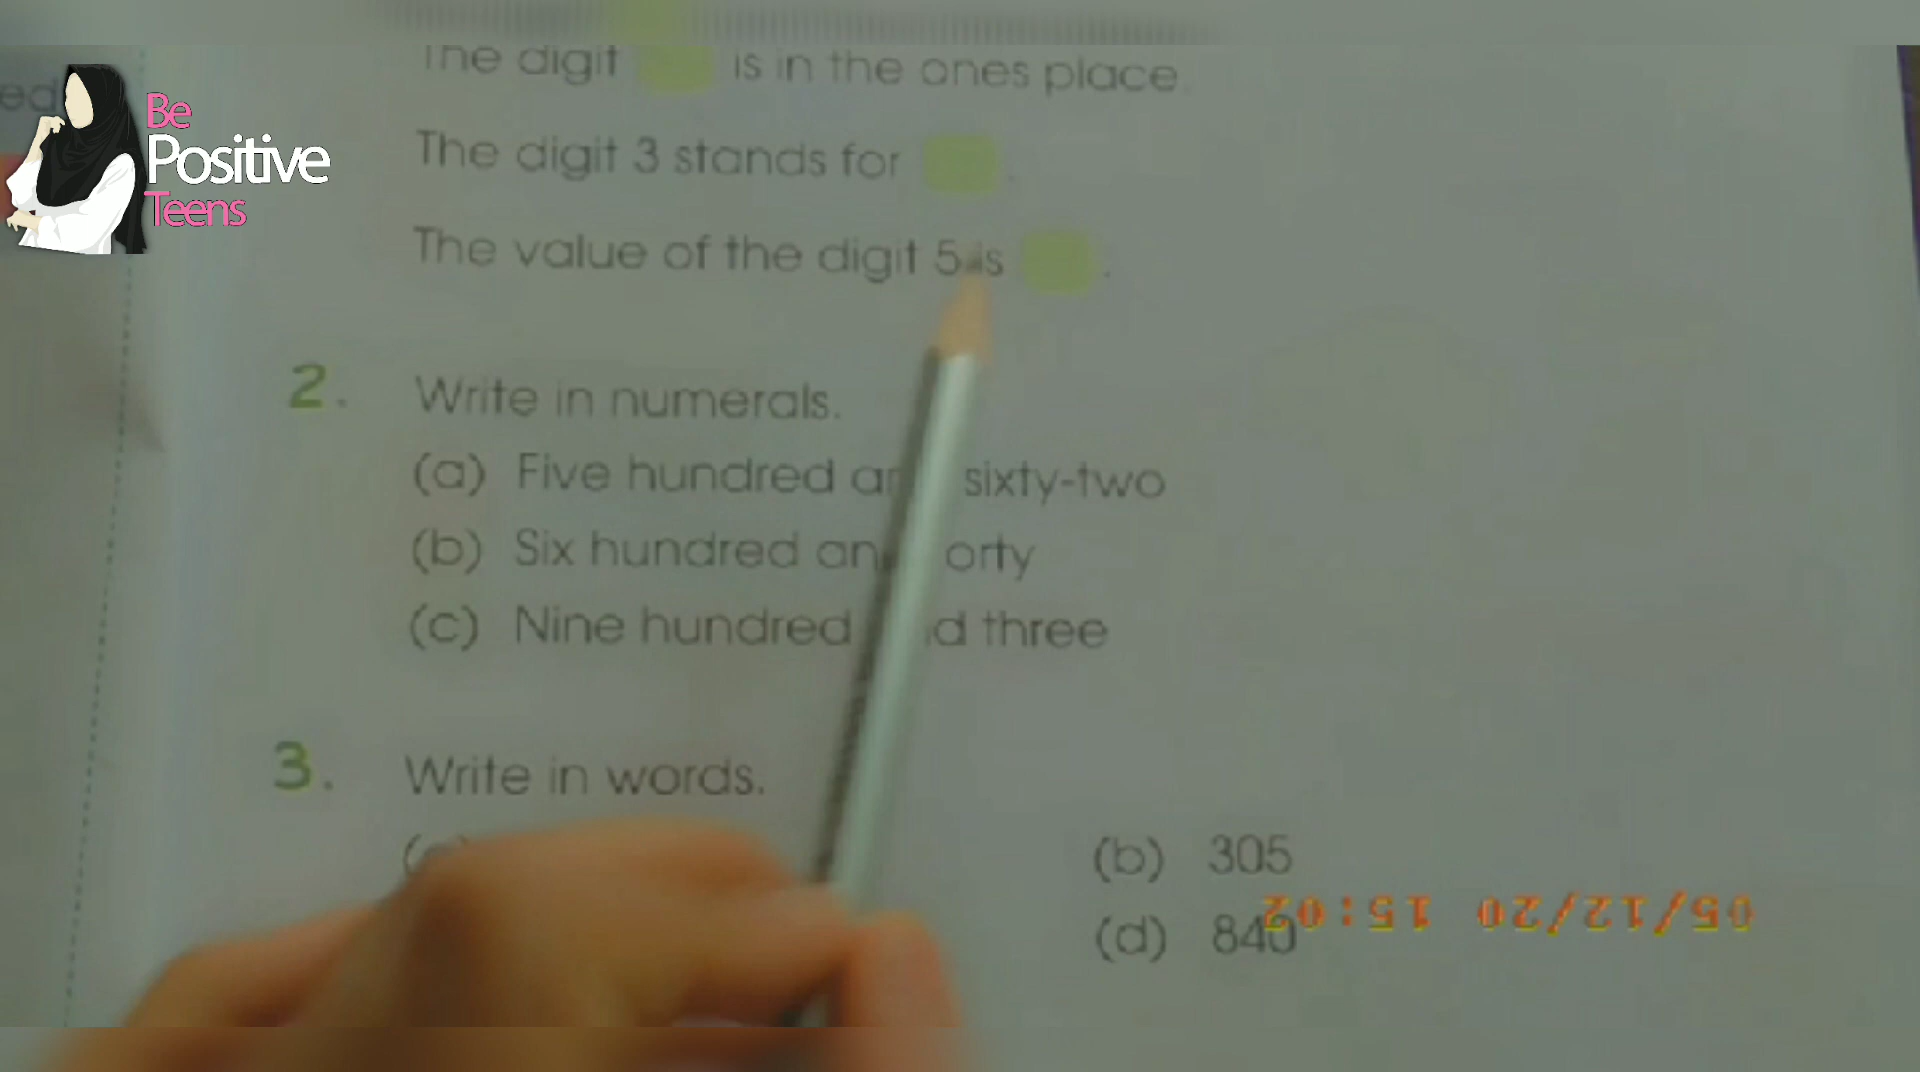 ed
Be
Positive
Teens
The digit is in the ones place.
The digit 3 stands for .
The value of the digit 5 is .
2. Write in numerals.
(a) Five hundred sixty-two
(b) Six hundred
(c) Nine hundred three
3. Write in words.
(b) 305
(d) 840
05/12/20 15:02